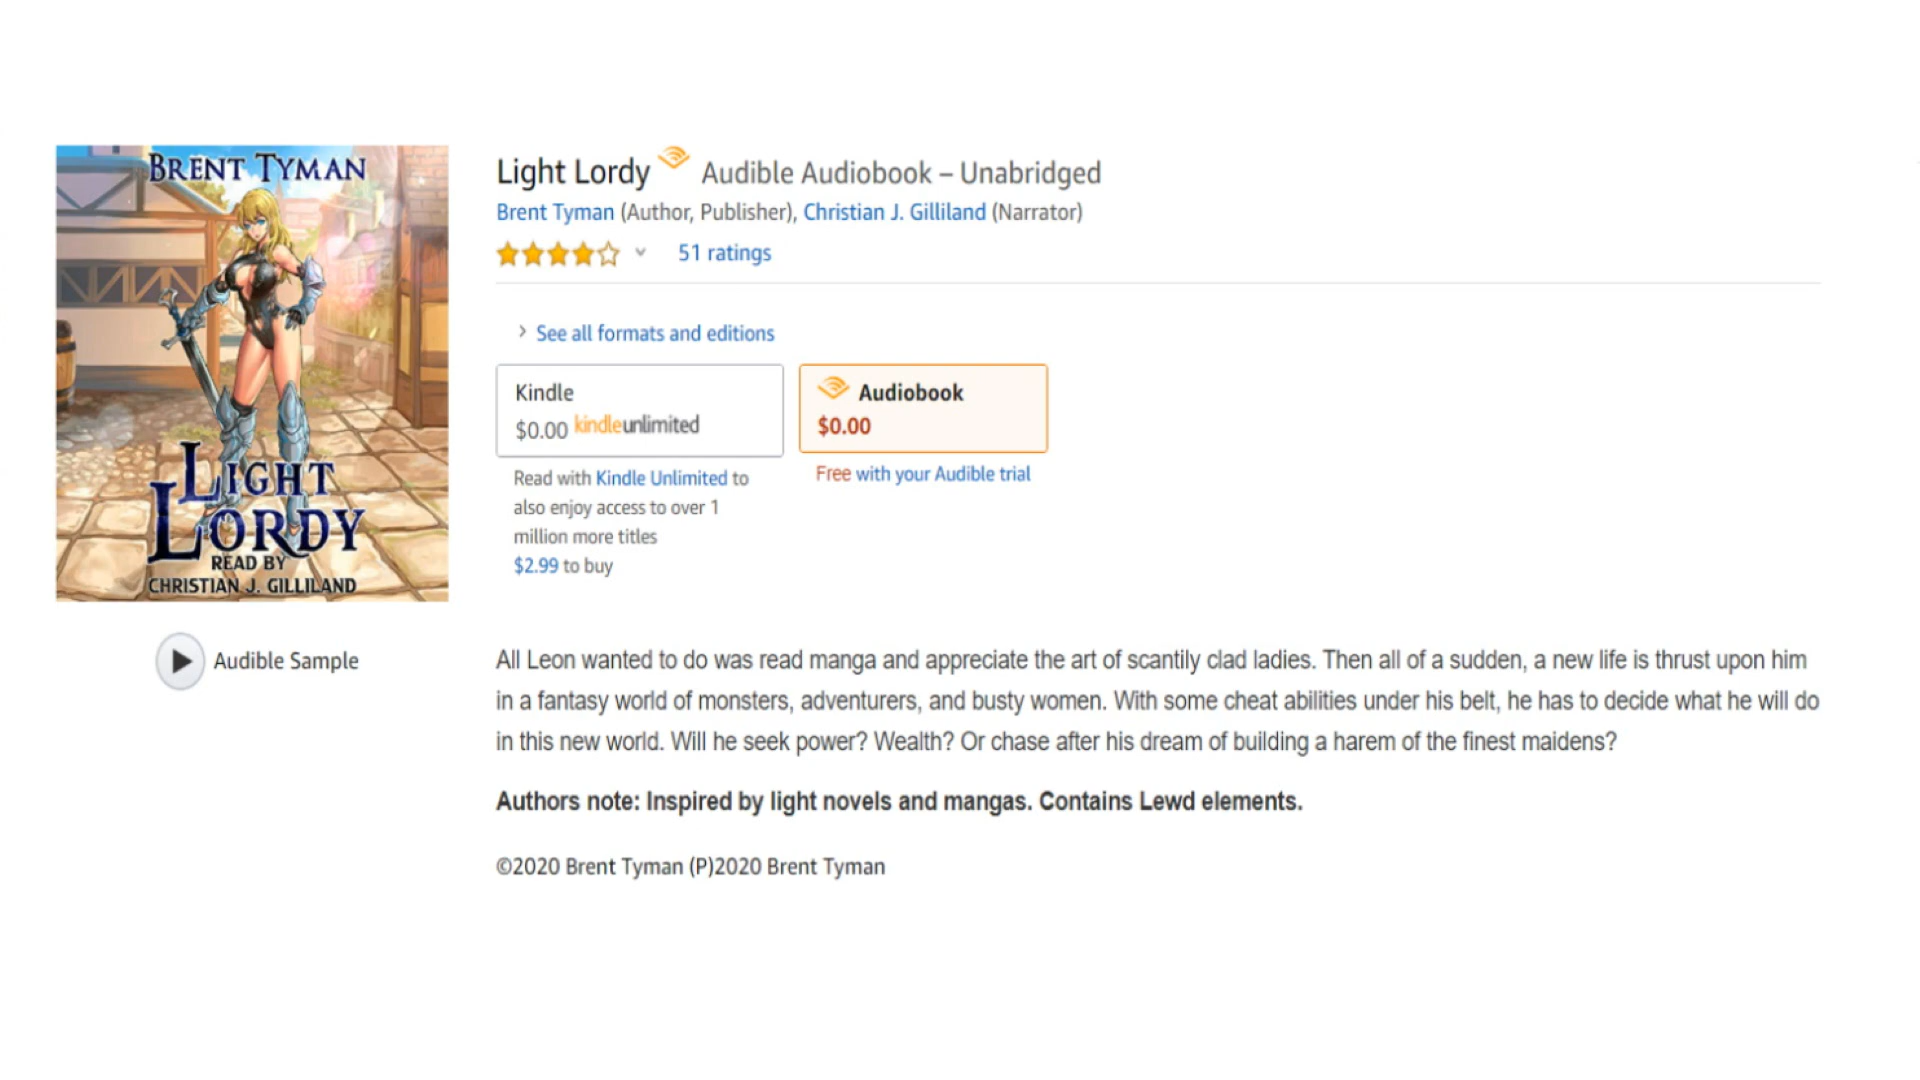 BRENT TYMAN
LIGHT
LORDY
READ BY
CHRISTIAN J. GILLILAND
Audible Sample
Light Lordy Audible Audiobook – Unabridged
Brent Tyman (Author, Publisher), Christian J. Gilliland (Narrator)
51 ratings
See all formats and editions
Kindle
$0.00 kindleunlimited
Read with Kindle Unlimited to
also enjoy access to over 1
million more titles
$2.99 to buy
Audiobook
$0.00
Free with your Audible trial
All Leon wanted to do was read manga and appreciate the art of scantily clad ladies. Then all of a sudden, a new life is thrust upon him
in a fantasy world of monsters, adventurers, and busty women. With some cheat abilities under his belt, he has to decide what he will do
in this new world. Will he seek power? Wealth? Or chase after his dream of building a harem of the finest maidens?
Authors note: Inspired by light novels and mangas. Contains Lewd elements.
©2020 Brent Tyman (P)2020 Brent Tyman